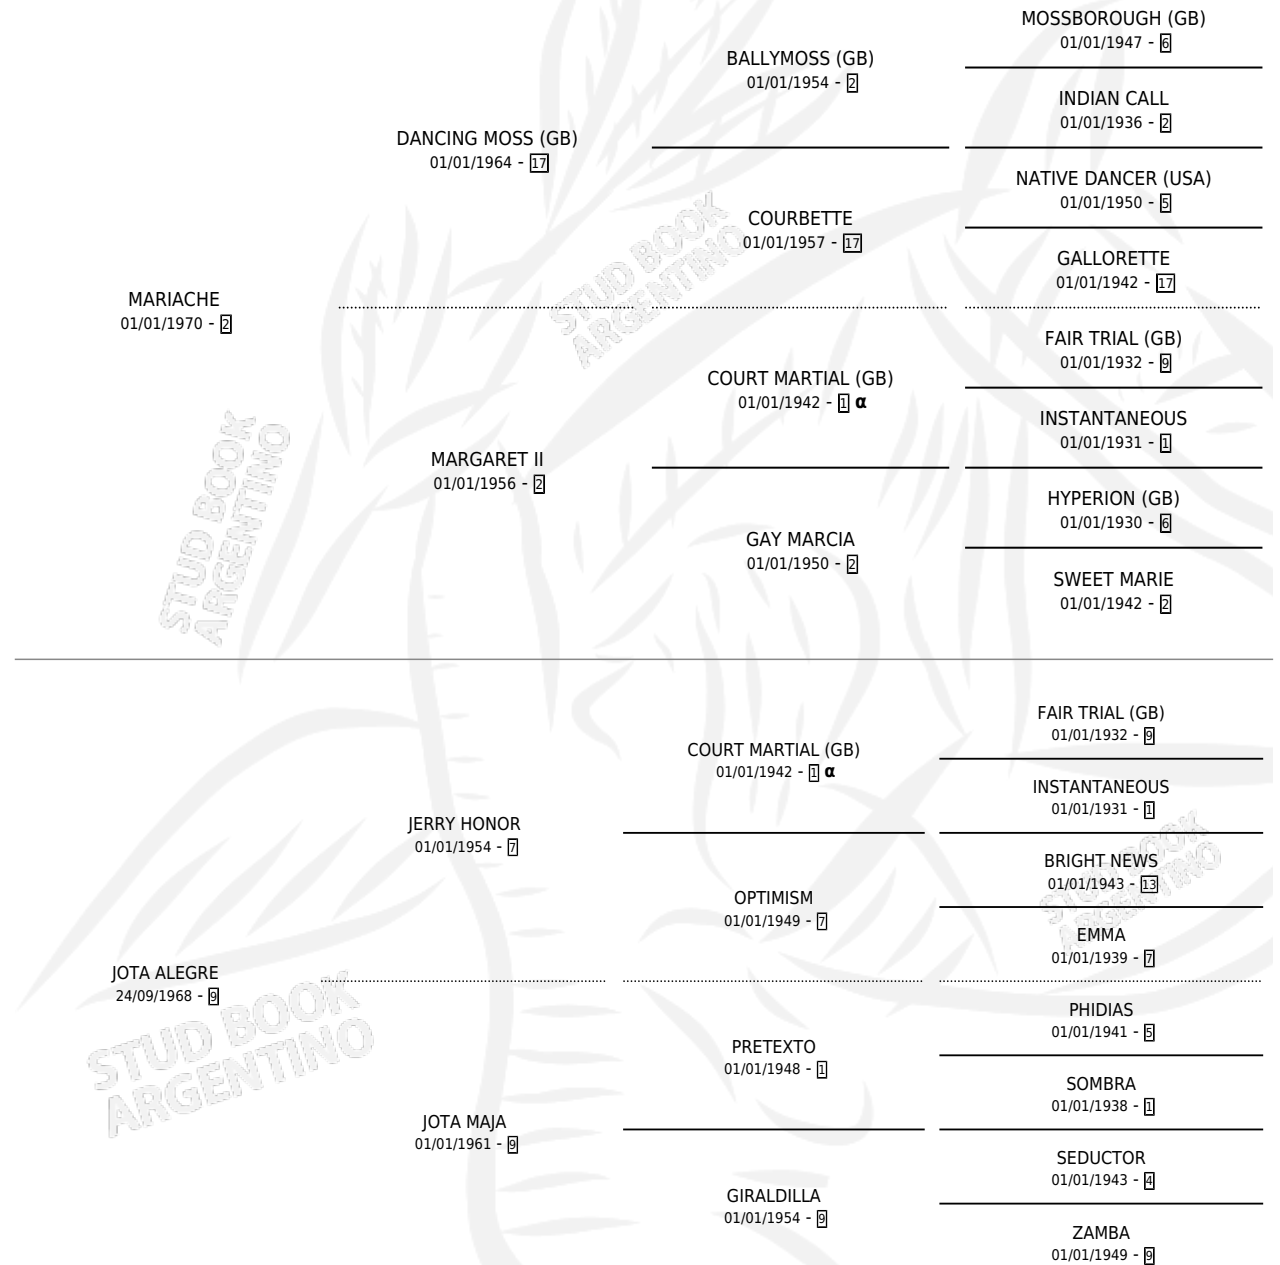 MOSSBOROUGH (GB)
01/01/1947 - 6
BALLYMOSS (GB)
01/01/1954 - 2
INDIAN CALL
01/01/1936 - 2
DANCING MOSS (GB)
01/01/1964 - 17
NATIVE DANCER (USA)
01/01/1950 - 5
COURBETTE
01/01/1957 - 17
GALLORETTE
01/01/1942 - 17
STUD BOOK
ARGENTINO
MARIACHE
01/01/1970 - 2
FAIR TRIAL (GB)
01/01/1932 - 9
COURT MARTIAL (GB)
01/01/1942 - 1 α
INSTANTANEOUS
01/01/1931 - 1
MARGARET II
01/01/1956 - 2
HYPERION (GB)
01/01/1930 - 6
GAY MARCIA
01/01/1950 - 2
SWEET MARIE
01/01/1942 - 2
STUD BOOK
ARGENTINO
FAIR TRIAL (GB)
01/01/1932 - 9
COURT MARTIAL (GB)
01/01/1942 - 1 α
INSTANTANEOUS
01/01/1931 - 1
JERRY HONOR
01/01/1954 - 7
BRIGHT NEWS
01/01/1943 - 13
OPTIMISM
01/01/1949 - 7
EMMA
01/01/1939 - 7
STUD BOOK
ARGENTINO
JOTA ALEGRE
24/09/1968 - 9
PHIDIAS
01/01/1941 - 5
PRETEXTO
01/01/1948 - 1
SOMBRA
01/01/1938 - 1
STUD BOOK
ARGENTINO
JOTA MAJA
01/01/1961 - 9
SEDUCTOR
01/01/1943 - 4
GIRALDILLA
01/01/1954 - 9
ZAMBA
01/01/1949 - 9